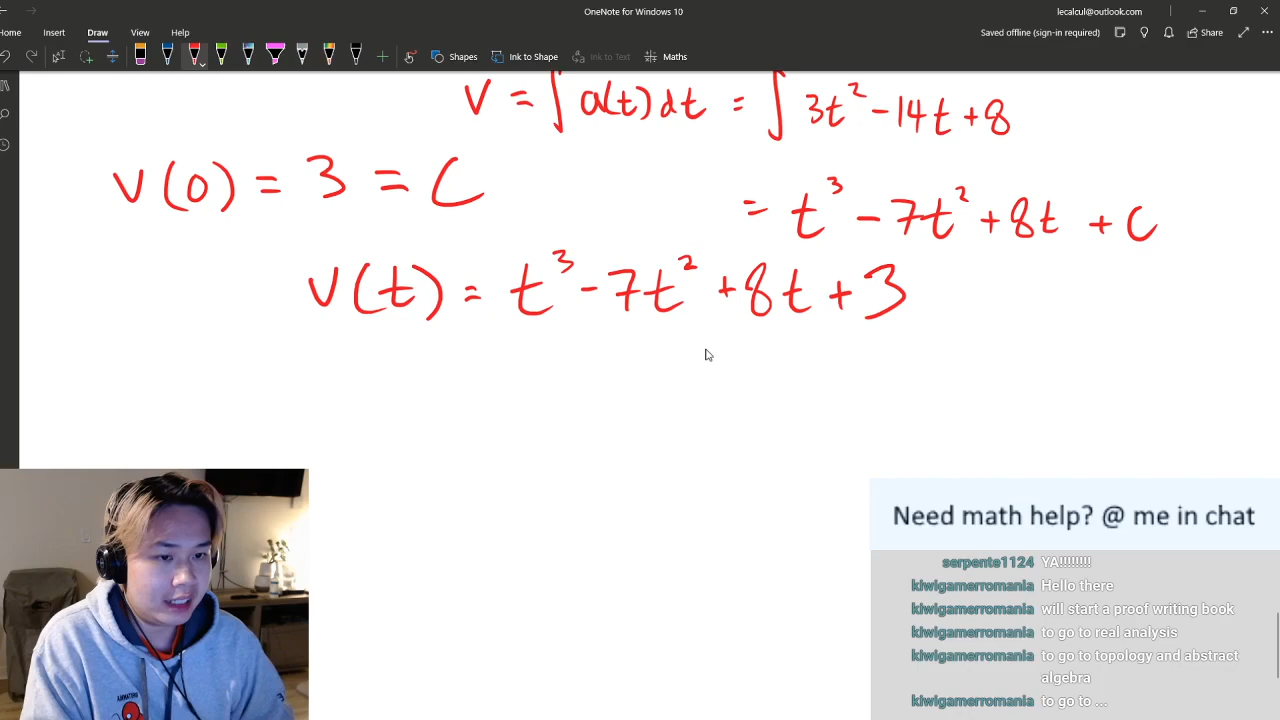 OneNote for Windows 10
lecalcul@outlook.com
Home Insert Draw View Help
Saved offline (sign-in required)
Share
Shapes
Ink to Shape
Ink to Text
Maths
V = ∫ a(t) dt = ∫ 3t² - 14t + 8
v(0) = 3 = C
= t³ - 7t² + 8t + C
v(t) = t³ - 7t² + 8t + 3
Need math help? @ me in chat
serpente1124 YA!!!!!!!!
kiwigamerromania Hello there
kiwigamerromania will start a proof writing book
kiwigamerromania to go to real analysis
kiwigamerromania to go to topology and abstract
algebra
kiwigamerromania to go to ...